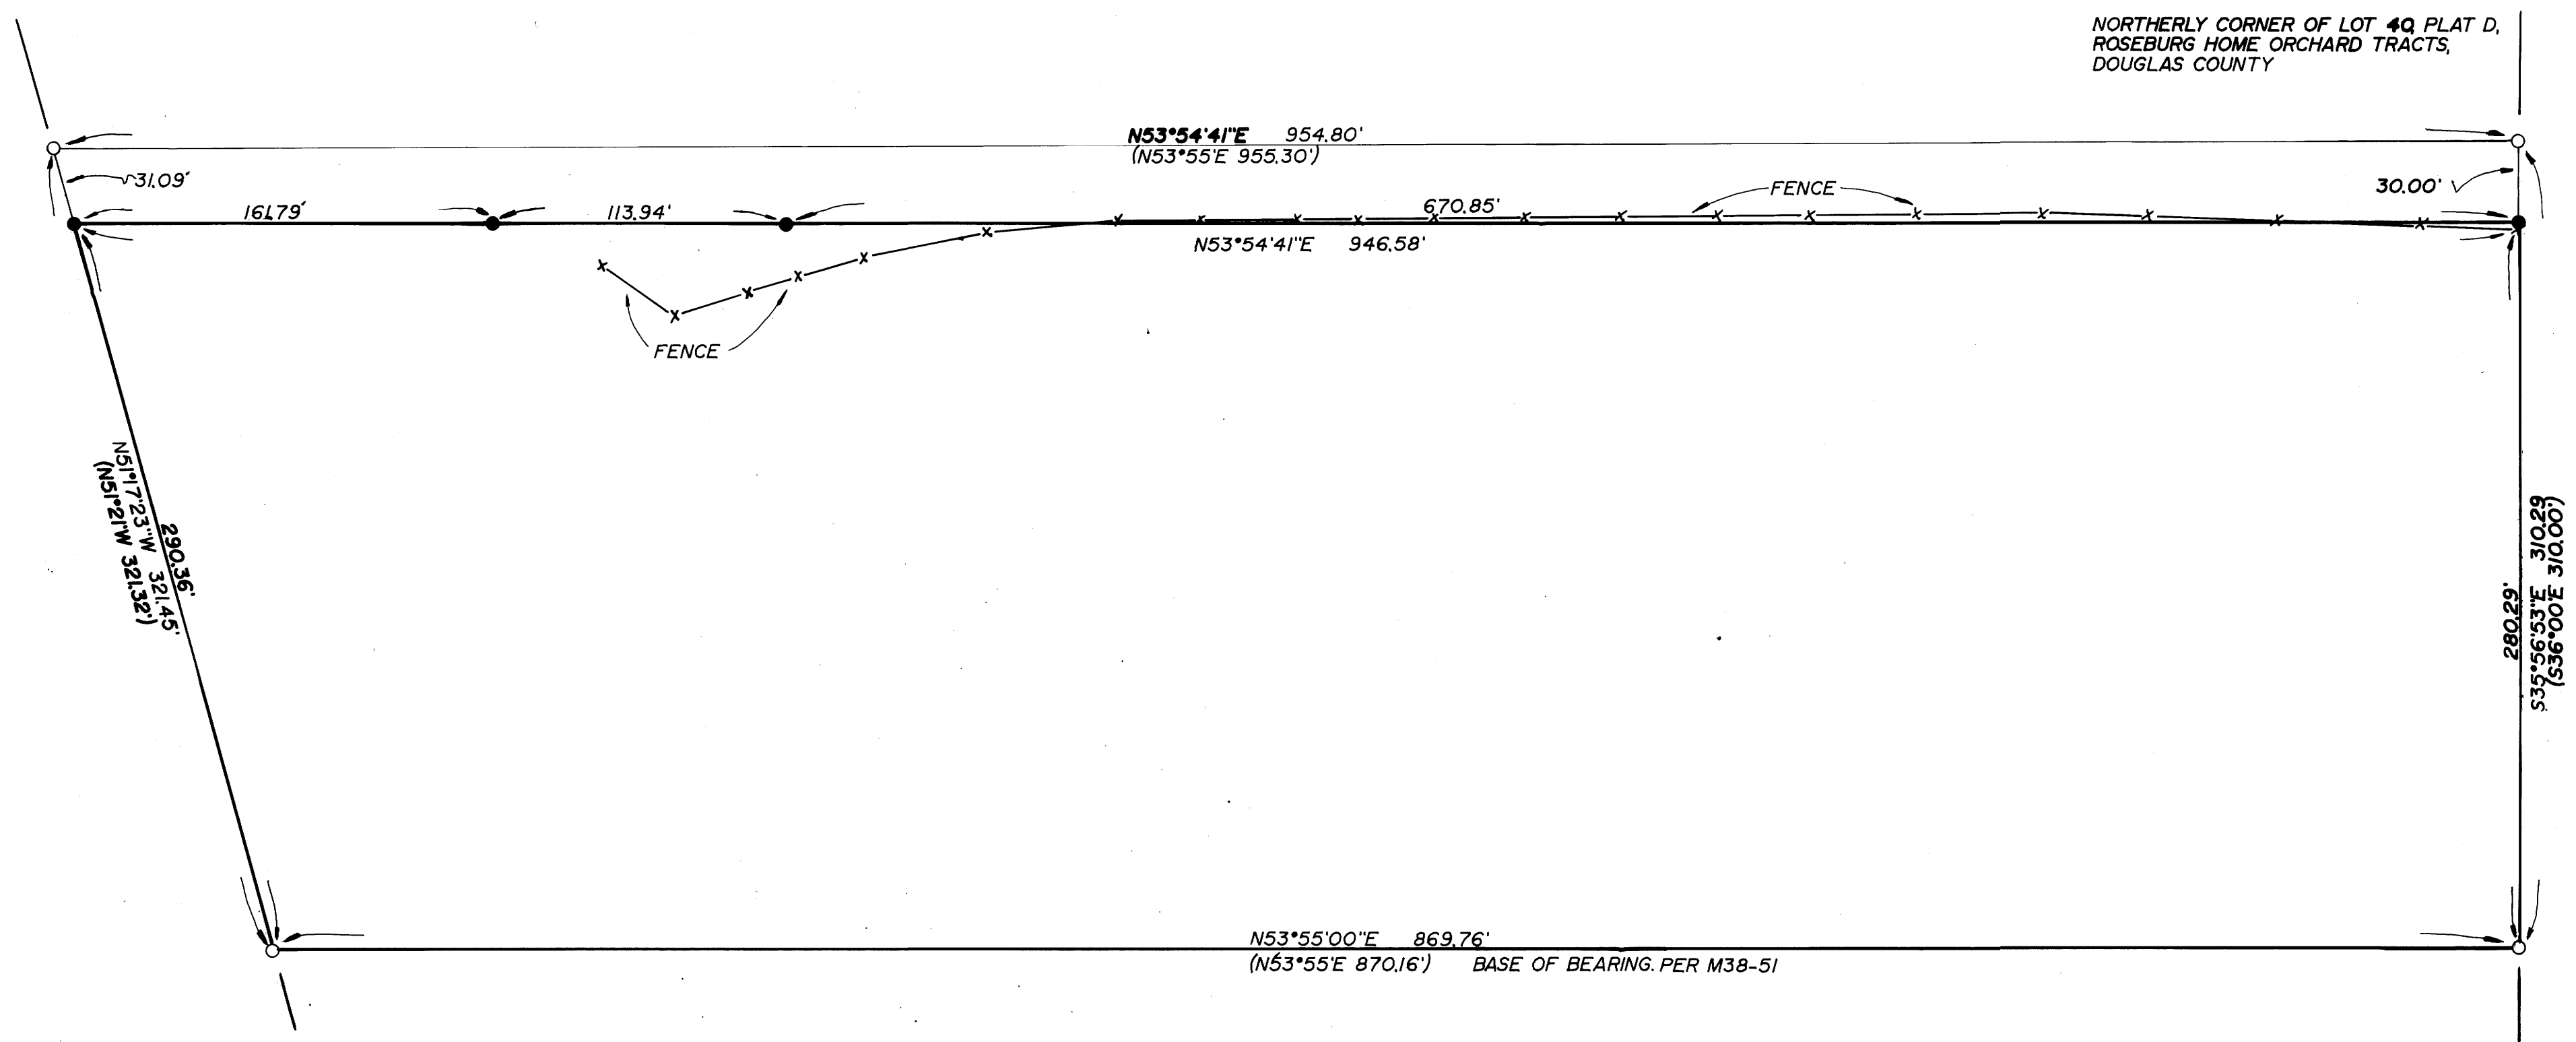 NORTHERLY CORNER OF LOT 40, PLAT D,
ROSEBURG HOME ORCHARD TRACTS,
DOUGLAS COUNTY
N53°54'41"E 954.80'
(N53°55'E 955.30')
31.09'
30.00'
161.79'
113.94'
670.85'
FENCE
N53°54'41"E 946.58'
FENCE
290.36'
N51°17'23"W 321.45'
(N51°21'W 321.32')
280.29'
S35°56'53"E 310.29
(S36°00'E 310.00')
N53°55'00"E 869.76'
(N53°55'E 870.16') BASE OF BEARING. PER M38-51